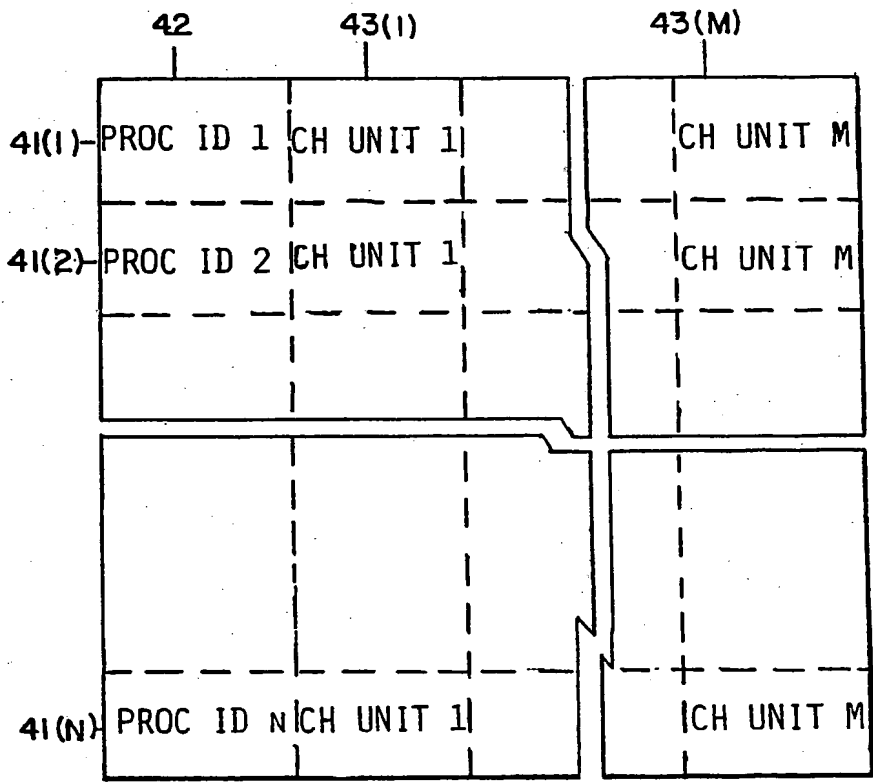 42 43(1) 43(M)
41(1) PROC ID 1 CH UNIT 1 CH UNIT M
41(2) PROC ID 2 CH UNIT 1 CH UNIT M
41(N) PROC ID N CH UNIT 1 CH UNIT M